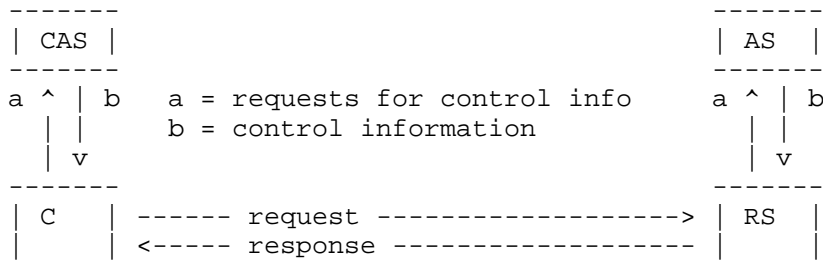 -------                                           -------
| CAS |                                           | AS  |
-------                                           -------
a ^ | b   a = requests for control info           a ^ | b
  | |     b = control information                   | |
  | v                                               | v
-------                                           -------
| C   | ------ request -------------------> | RS  |
|     | <----- response ------------------- |     |